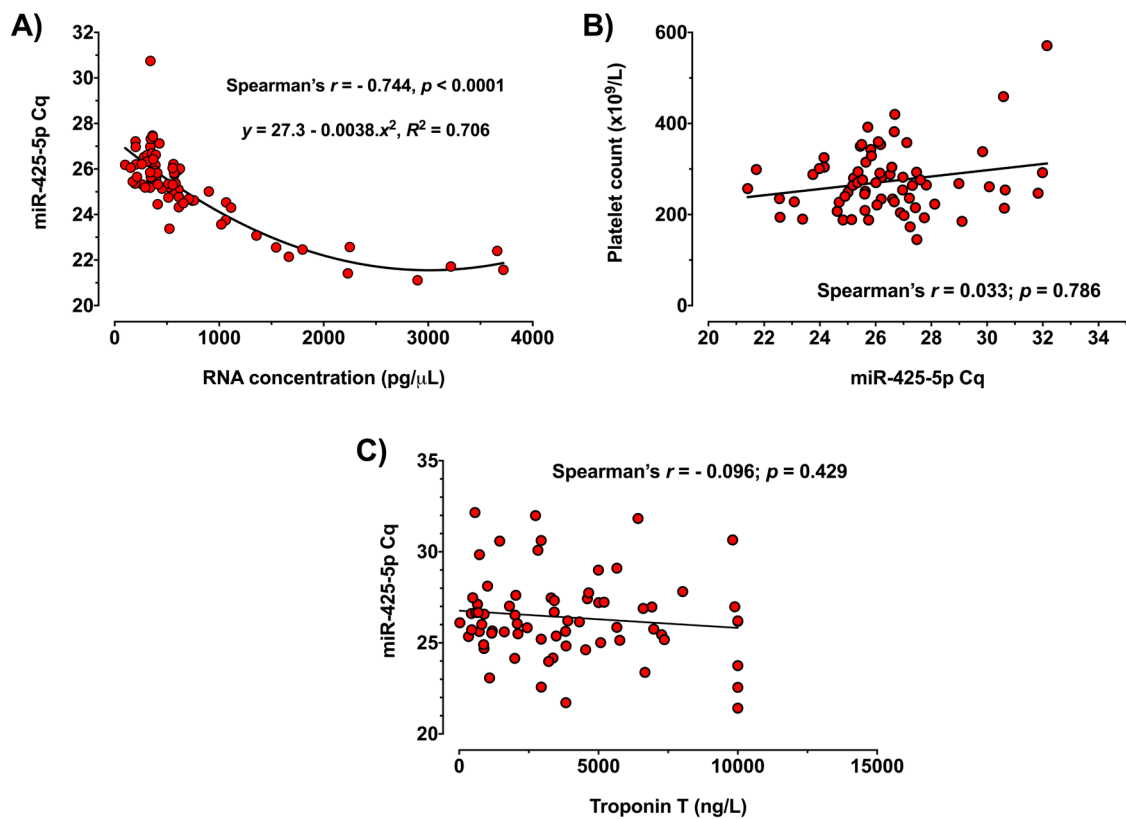 A)
32
30
28
26
24
22
20
miR-425-5p Cq
Spearman's r = - 0.744, p < 0.0001
y = 27.3 - 0.0038.x², R² = 0.706
0 1000 2000 3000 4000
RNA concentration (pg/μL)
B)
600
400
200
0
Platelet count (x10⁹/L)
Spearman's r = 0.033; p = 0.786
20 22 24 26 28 30 32 34
miR-425-5p Cq
C)
35
30
25
20
miR-425-5p Cq
Spearman's r = - 0.096; p = 0.429
0 5000 10000 15000
Troponin T (ng/L)